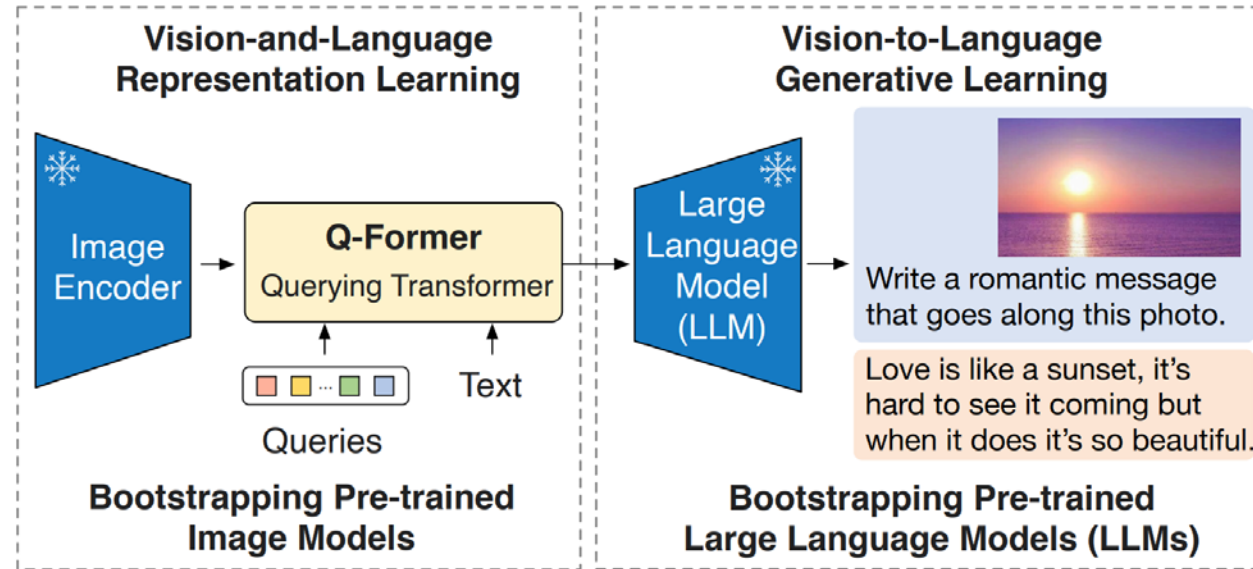 Vision-and-Language
Representation Learning
Image
Encoder
Q-Former
Querying Transformer
...
Queries
Text
Bootstrapping Pre-trained
Image Models
Vision-to-Language
Generative Learning
Large
Language
Model
(LLM)
Write a romantic message
that goes along this photo.
Love is like a sunset, it's
hard to see it coming but
when it does it's so beautiful.
Bootstrapping Pre-trained
Large Language Models (LLMs)